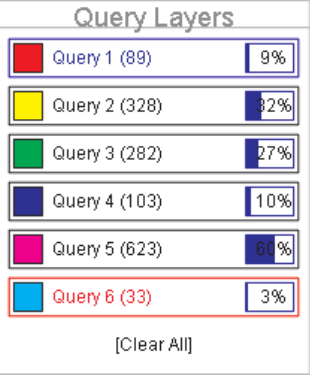 Query Layers
Query 1 (89) 9%
Query 2 (328) 32%
Query 3 (282) 27%
Query 4 (103) 10%
Query 5 (623) 60%
Query 6 (33) 3%
[Clear All]